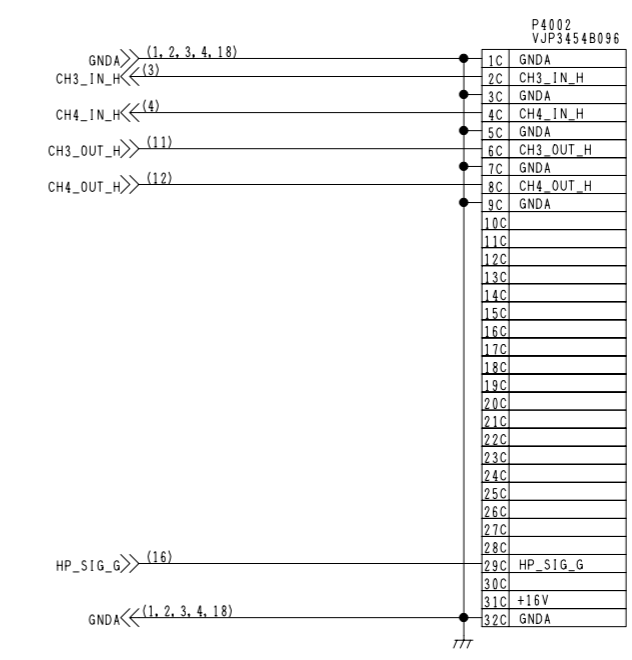 P4002
VJP3454B096
GNDA (1, 2, 3, 4, 18) 1C GNDA
CH3_IN_H (3) 2C CH3_IN_H
3C GNDA
CH4_IN_H (4) 4C CH4_IN_H
5C GNDA
CH3_OUT_H (11) 6C CH3_OUT_H
7C GNDA
CH4_OUT_H (12) 8C CH4_OUT_H
9C GNDA
10C
11C
12C
13C
14C
15C
16C
17C
18C
19C
20C
21C
22C
23C
24C
25C
26C
27C
28C
HP_SIG_G (16) 29C HP_SIG_G
30C
31C +16V
GNDA (1, 2, 3, 4, 18) 32C GNDA